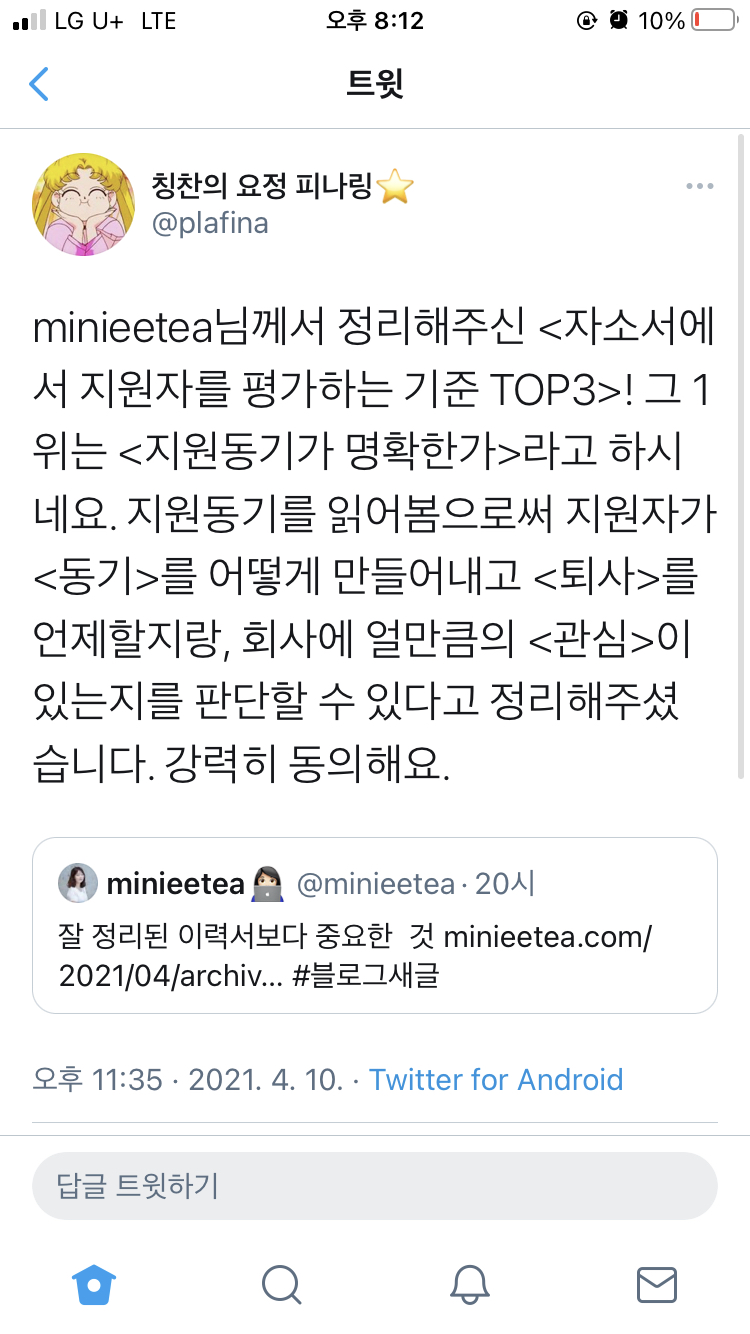 LG U+ LTE 오후 8:12 10%
트윗
칭찬의 요정 피나링⭐
@plafina
minieetea님께서 정리해주신 <자소서에
서 지원자를 평가하는 기준 TOP3>! 그 1
위는 <지원동기가 명확한가>라고 하시
네요. 지원동기를 읽어봄으로써 지원자가
<동기>를 어떻게 만들어내고 <퇴사>를
언제할지랑, 회사에 얼만큼의 <관심>이
있는지를 판단할 수 있다고 정리해주셨
습니다. 강력히 동의해요.
minieetea👩🏻‍💻 @minieetea · 20시
잘 정리된 이력서보다 중요한  것 minieetea.com/
2021/04/archiv... #블로그새글
오후 11:35 · 2021. 4. 10. · Twitter for Android
답글 트윗하기